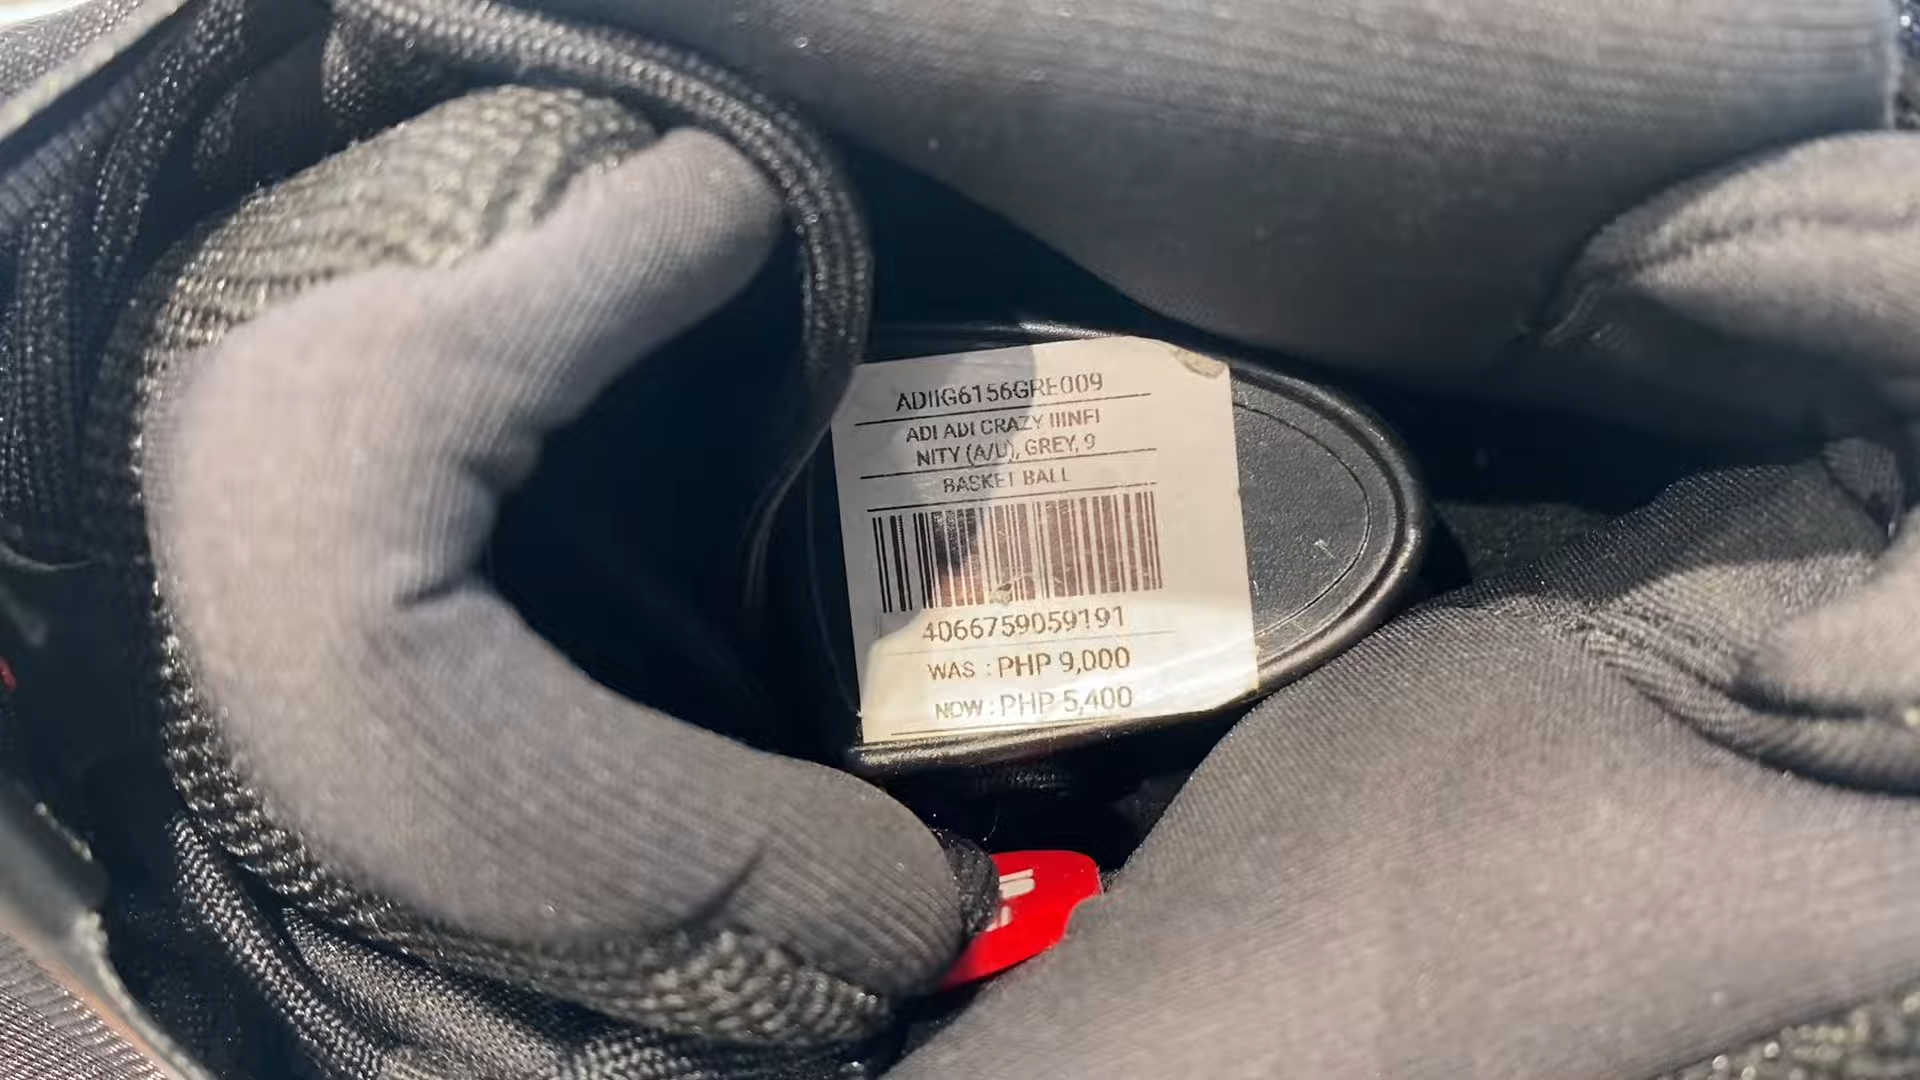 ADIIG6156GRE009
ADI ADI CRAZY IIINFI
NITY (A/U), GREY, 9
BASKET BALL
4066759059191
WAS : PHP 9,000
NOW : PHP 5,400